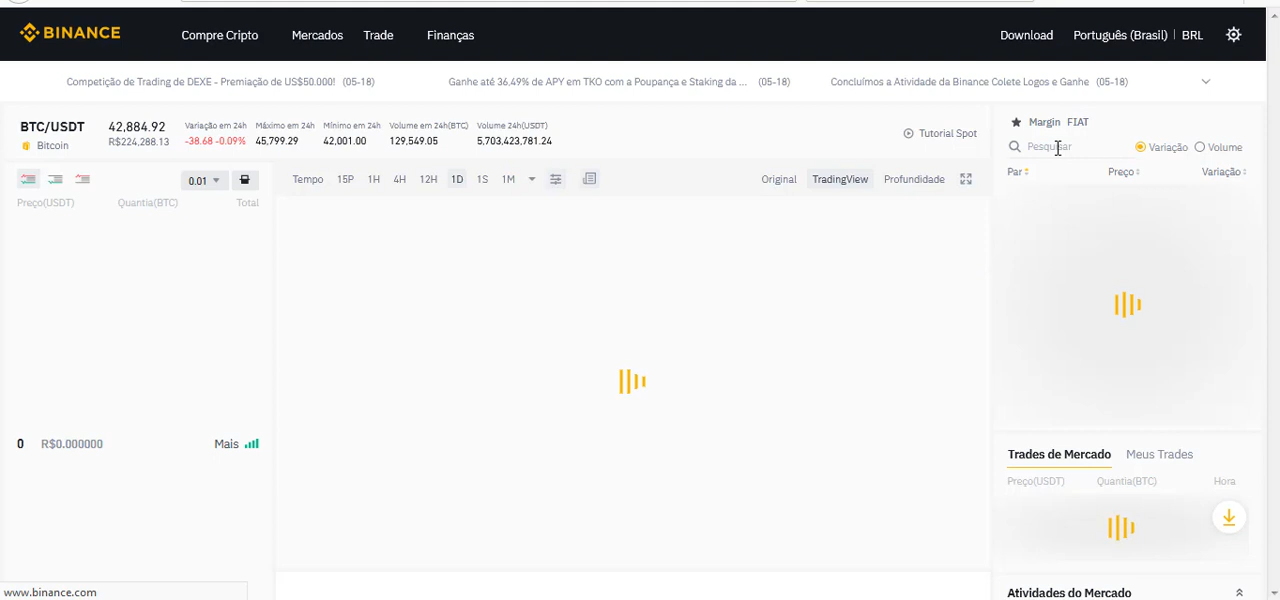 BINANCE
Compre Cripto Mercados Trade Finanças Download Português (Brasil) BRL
Competição de Trading de DEXE - Premiação de US$50.000! (05-18) Ganhe até 36.49% de APY em TKO com a Poupança e Staking da ... (05-18) Concluímos a Atividade da Binance Colete Logos e Ganhe (05-18)
BTC/USDT
Bitcoin
42,884.92
R$224,288.13
Variação em 24h
-38.68 -0.09%
Máximo em 24h
45,799.29
Mínimo em 24h
42,001.00
Volume em 24h(BTC)
129,549.05
Volume 24h(USDT)
5,703,423,781.24
Tutorial Spot
Margin FIAT
Pesquisar
Variação Volume
Par Preço Variação
0.01
Tempo 15P 1H 4H 12H 1D 1S 1M Original TradingView Profundidade
Preço(USDT) Quantia(BTC) Total
0 R$0.000000 Mais
Trades de Mercado Meus Trades
Preço(USDT) Quantia(BTC) Hora
Atividades do Mercado
www.binance.com